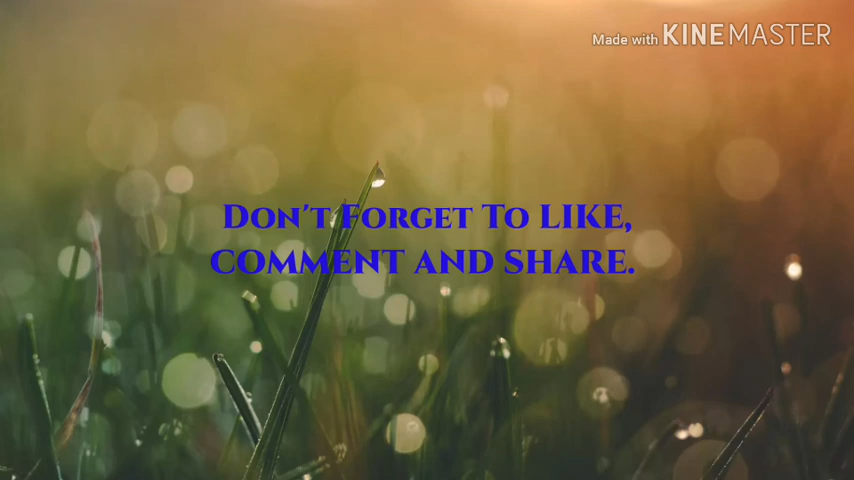 Made with KINEMASTER
Don't Forget To LIKE,
COMMENT AND SHARE.